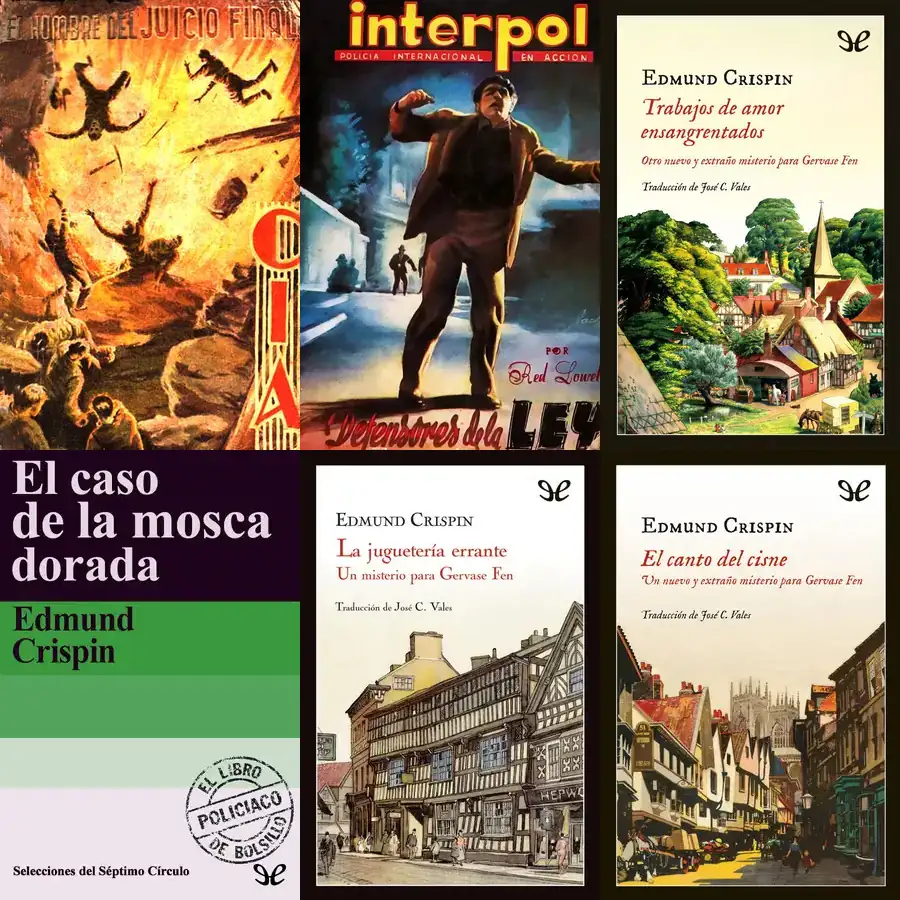 EL HOMBRE DEL JUICIO FINAL
CIA
interpol
POLICIA INTERNACIONAL EN ACCION
POR
Red Lowel
Defensores de la LEY
EDMUND CRISPIN
Trabajos de amor
ensangrentados
Otro nuevo y extraño misterio para Gervase Fen
Traducción de José C. Vales
El caso
de la mosca
dorada
Edmund
Crispin
EL LIBRO
POLICIACO
DE BOLSILLO
Selecciones del Séptimo Círculo
EDMUND CRISPIN
La juguetería errante
Un misterio para Gervase Fen
Traducción de José C. Vales
HEPWO
EDMUND CRISPIN
El canto del cisne
Un nuevo y extraño misterio para Gervase Fen
Traducción de José C. Vales